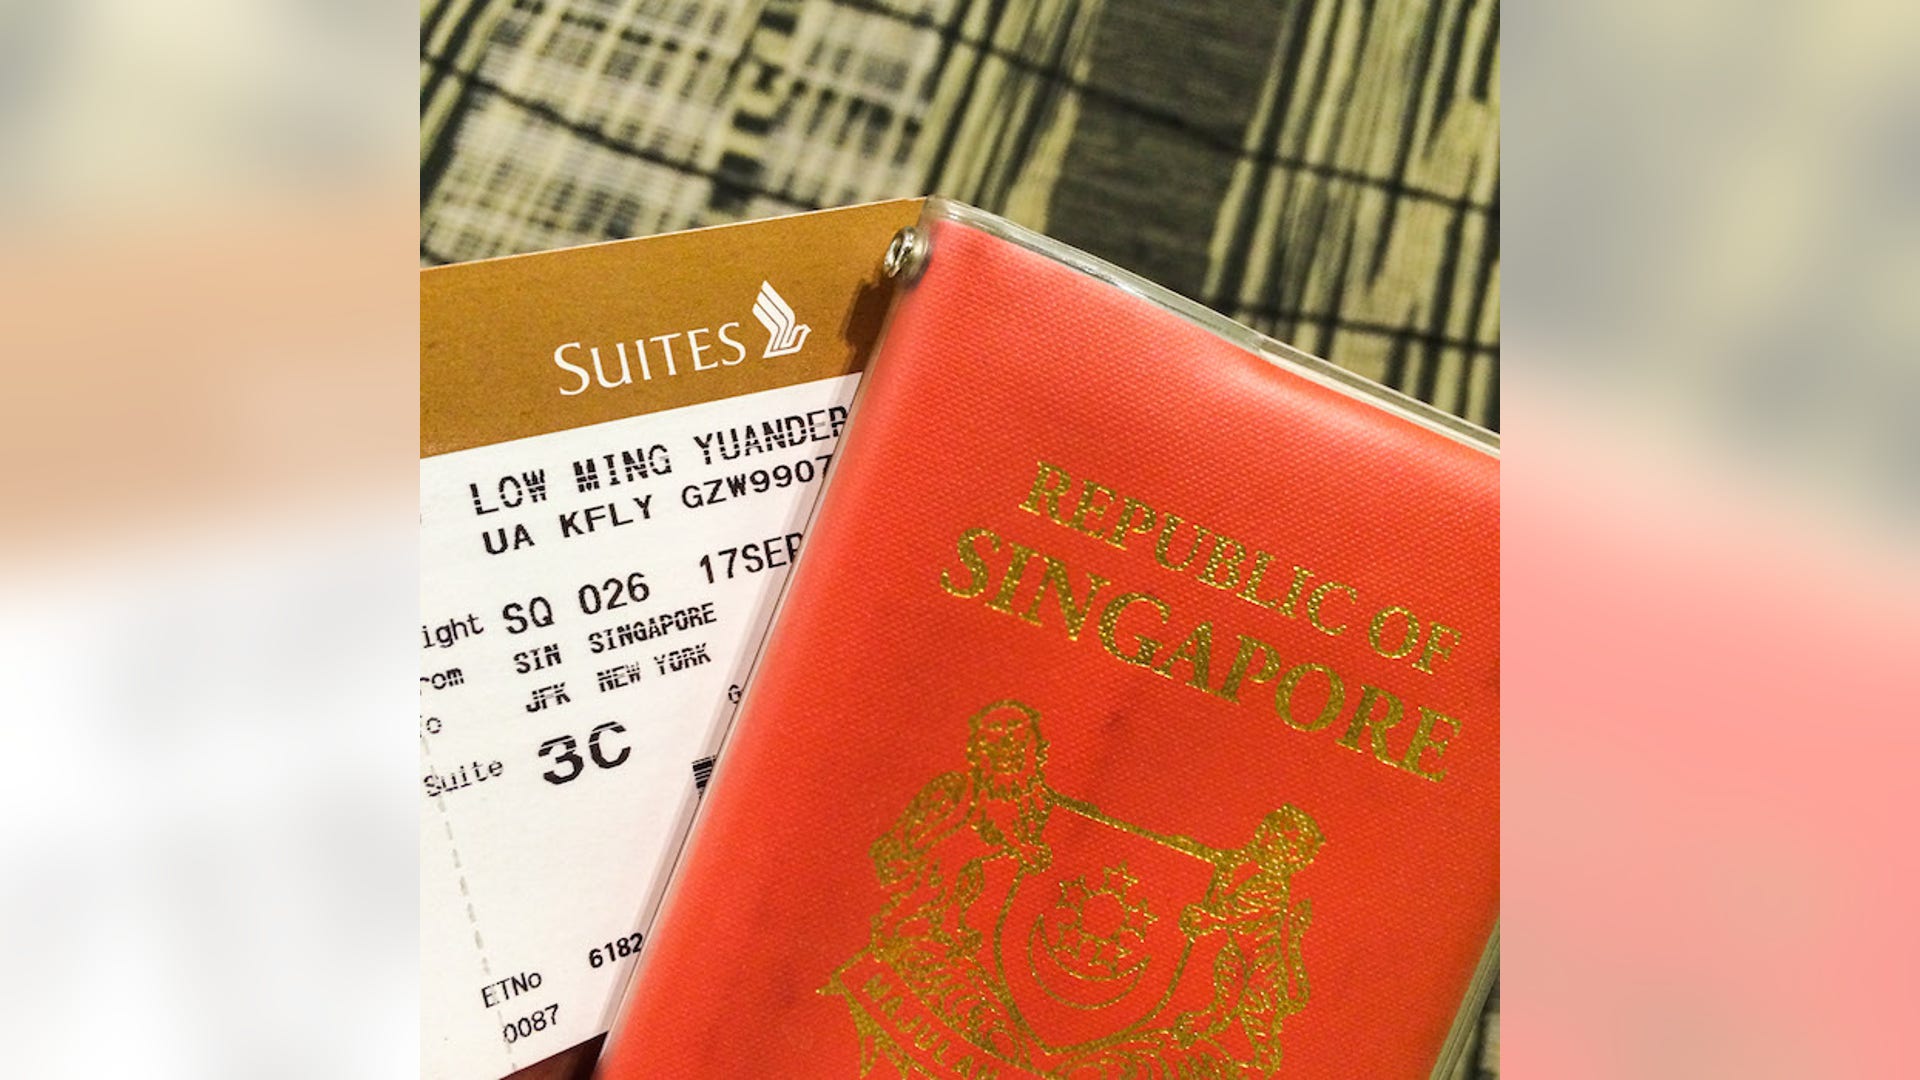 SUITES
LOW MING YUANDER
UA KFLY GZW9907
ight SQ 026 17SEP
rom SIN SINGAPORE
o JFK NEW YORK
G
Suite 3C
ETNo 6182
0087
REPUBLIC OF
SINGAPORE
MAJULAH